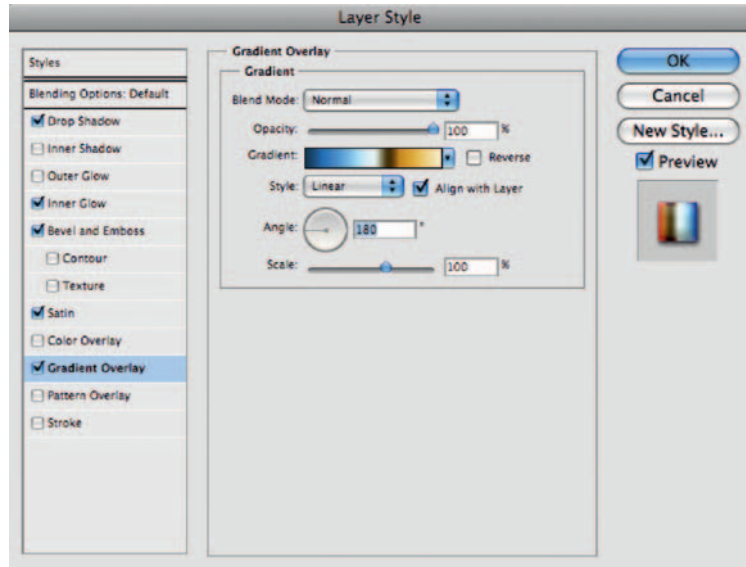 Layer Style
Styles
Blending Options: Default
Drop Shadow
Inner Shadow
Outer Glow
Inner Glow
Bevel and Emboss
Contour
Texture
Satin
Color Overlay
Gradient Overlay
Pattern Overlay
Stroke
Gradient Overlay
Gradient
Blend Mode: Normal
Opacity: 100 %
Gradient: Reverse
Style: Linear Align with Layer
Angle: 180 °
Scale: 100 %
OK
Cancel
New Style...
Preview